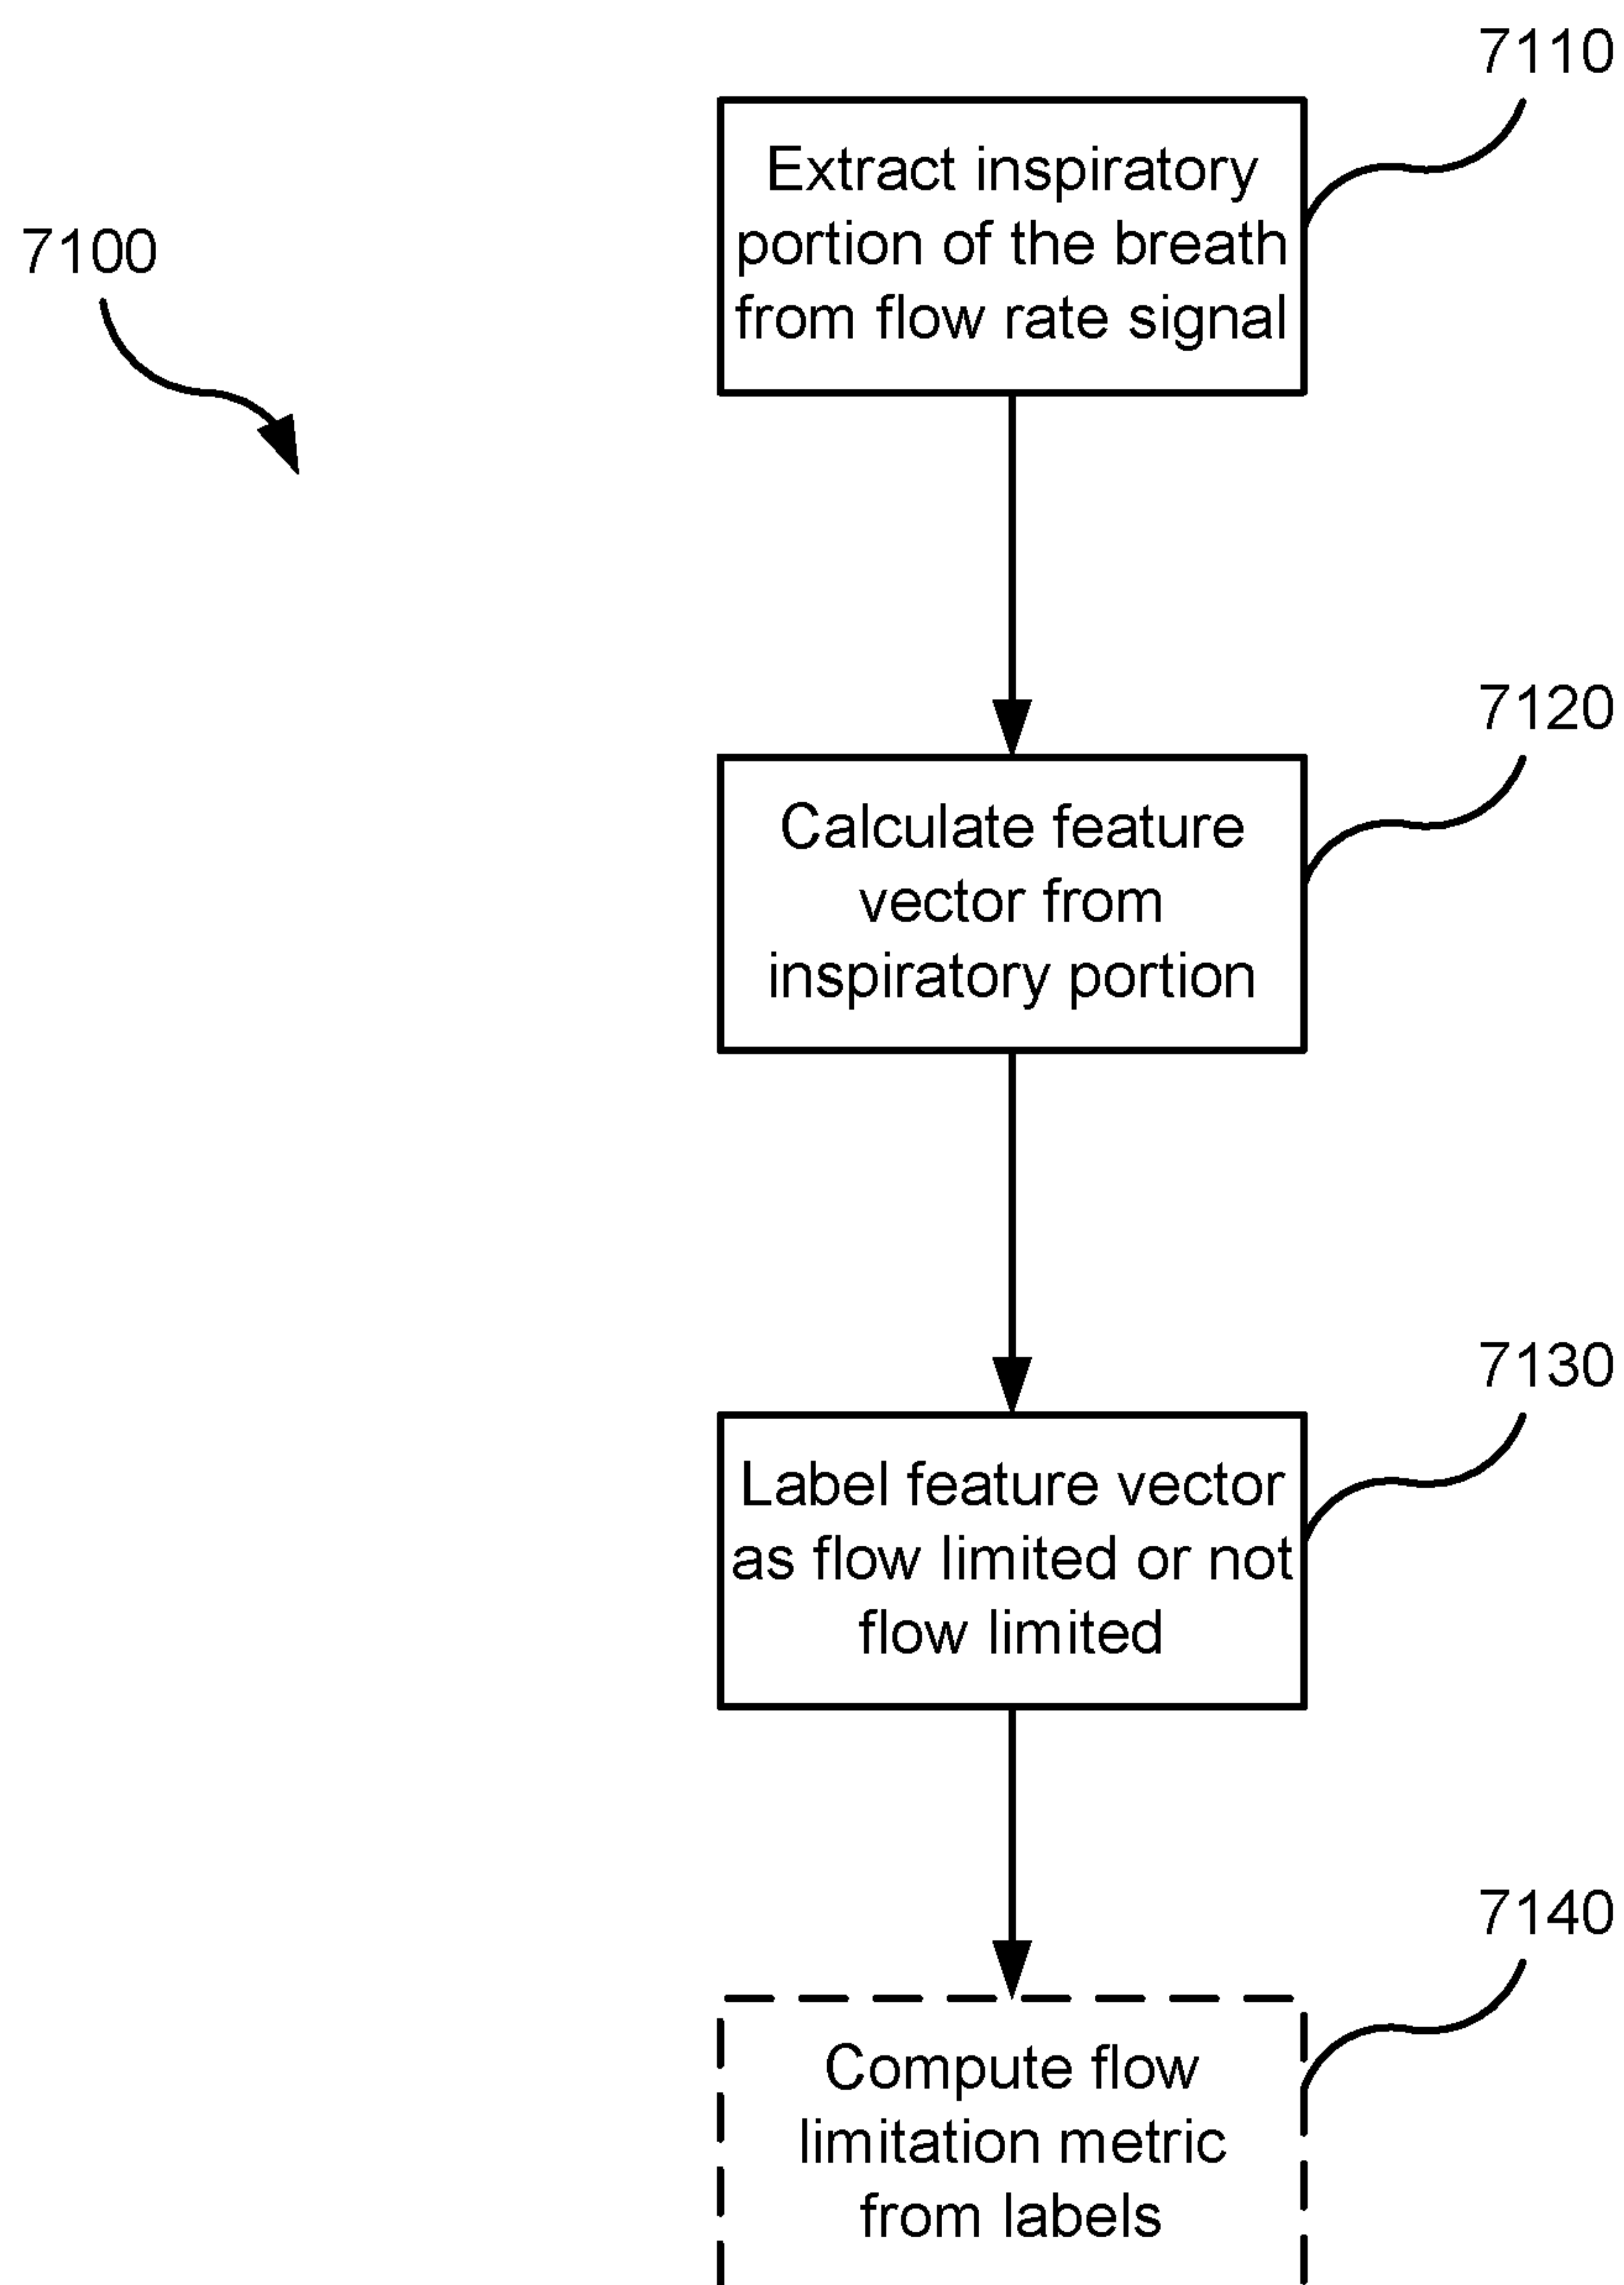 7110
Extract inspiratory
portion of the breath
from flow rate signal
7100
7120
Calculate feature
vector from
inspiratory portion
7130
Label feature vector
as flow limited or not
flow limited
7140
Compute flow
limitation metric
from labels